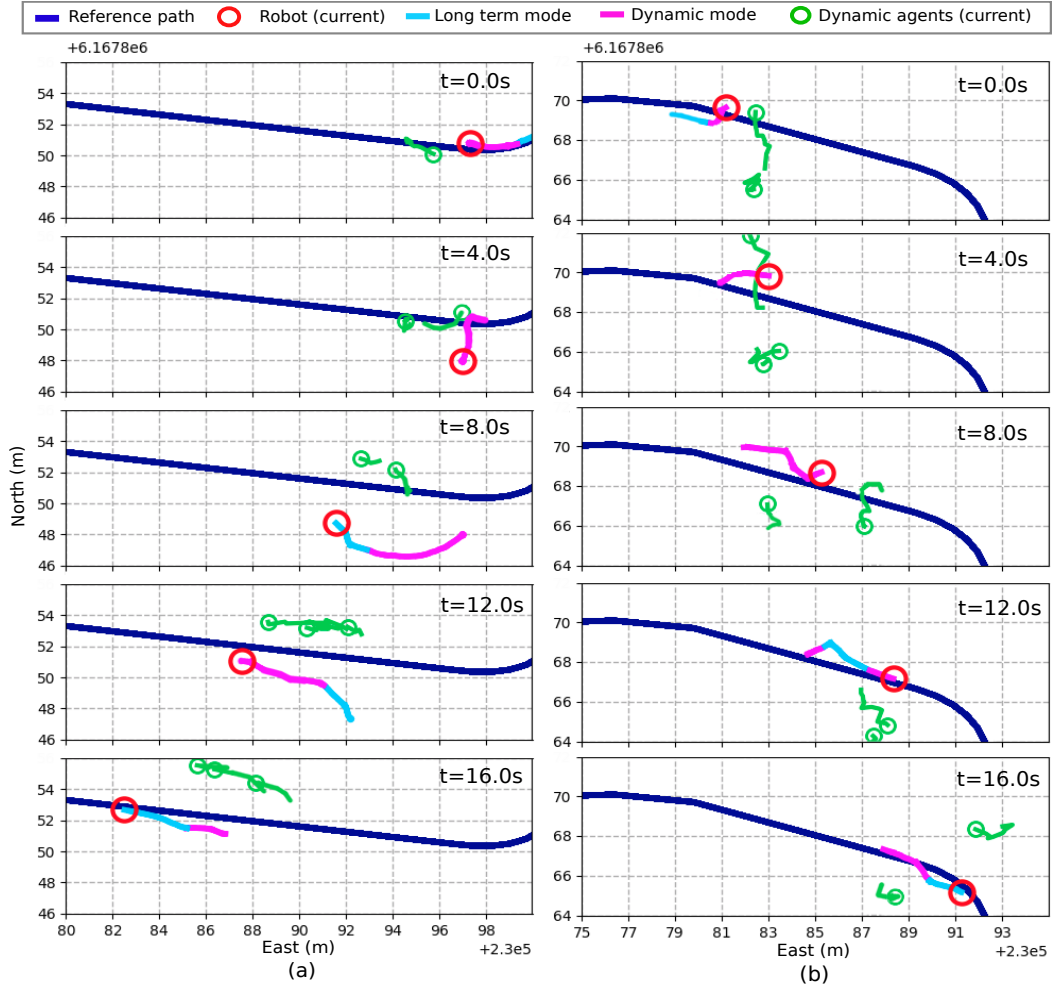 Reference path Robot (current) Long term mode Dynamic mode Dynamic agents (current)
+6.1678e6
t=0.0s
54
52
50
48
46
t=4.0s
54
52
50
48
46
t=8.0s
54
52
50
48
46
t=12.0s
54
52
50
48
46
t=16.0s
54
52
50
48
46
80 82 84 86 88 90 92 94 96 98
North (m)
East (m)
+2.3e5
(a)
+6.1678e6
t=0.0s
70
68
66
64
t=4.0s
70
68
66
64
t=8.0s
70
68
66
64
t=12.0s
70
68
66
64
t=16.0s
70
68
66
64
75 77 79 81 83 85 87 89 91 93
East (m)
+2.3e5
(b)